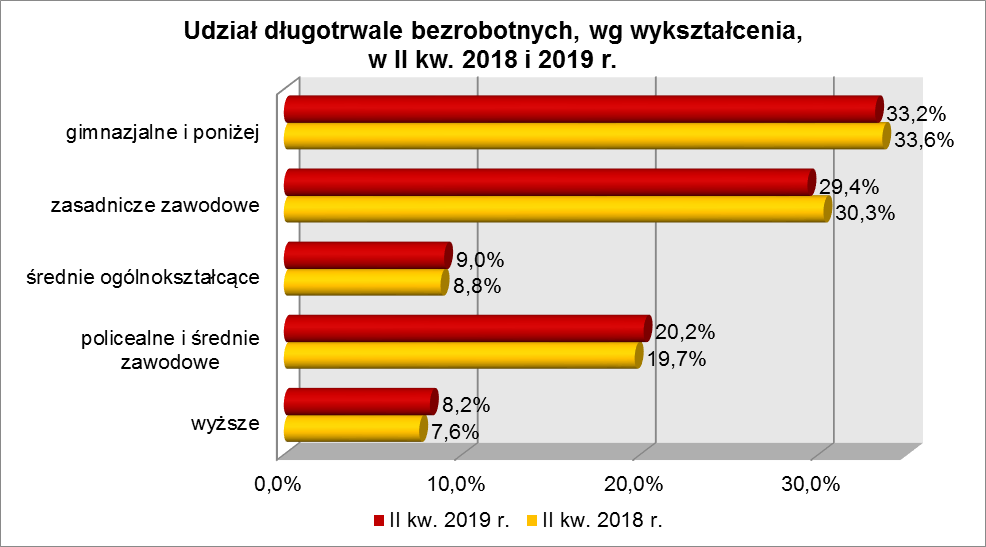 Udział długotrwale bezrobotnych, wg wykształcenia,
w II kw. 2018 i 2019 r.
gimnazjalne i poniżej
33,2%
33,6%
zasadnicze zawodowe
29,4%
30,3%
średnie ogólnokształcące
9,0%
8,8%
policealne i średnie
zawodowe
20,2%
19,7%
wyższe
8,2%
7,6%
0,0% 10,0% 20,0% 30,0%
II kw. 2019 r. II kw. 2018 r.